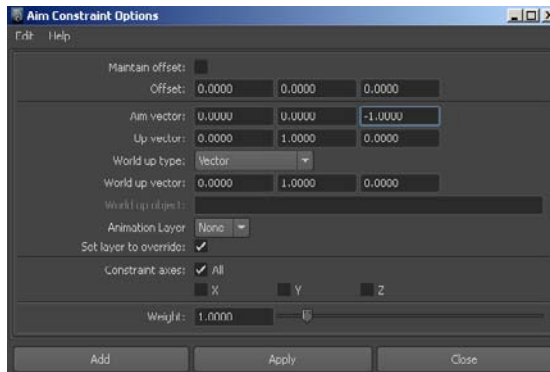 Aim Constraint Options
Edit Help
Maintain offset:
Offset: 0.0000 0.0000 0.0000
Aim vector: 0.0000 0.0000 -1.0000
Up vector: 0.0000 1.0000 0.0000
World up type: Vector
World up vector: 0.0000 1.0000 0.0000
World up object:
Animation Layer None
Set layer to override:
Constraint axes: All
X Y Z
Weight: 1.0000
Add Apply Close